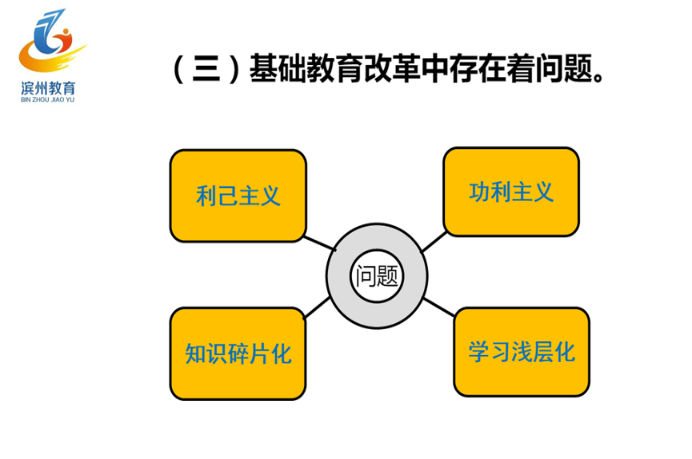 滨州教育
BIN ZHOU JIAO YU
（三）基础教育改革中存在着问题。
利己主义
功利主义
问题
知识碎片化
学习浅层化